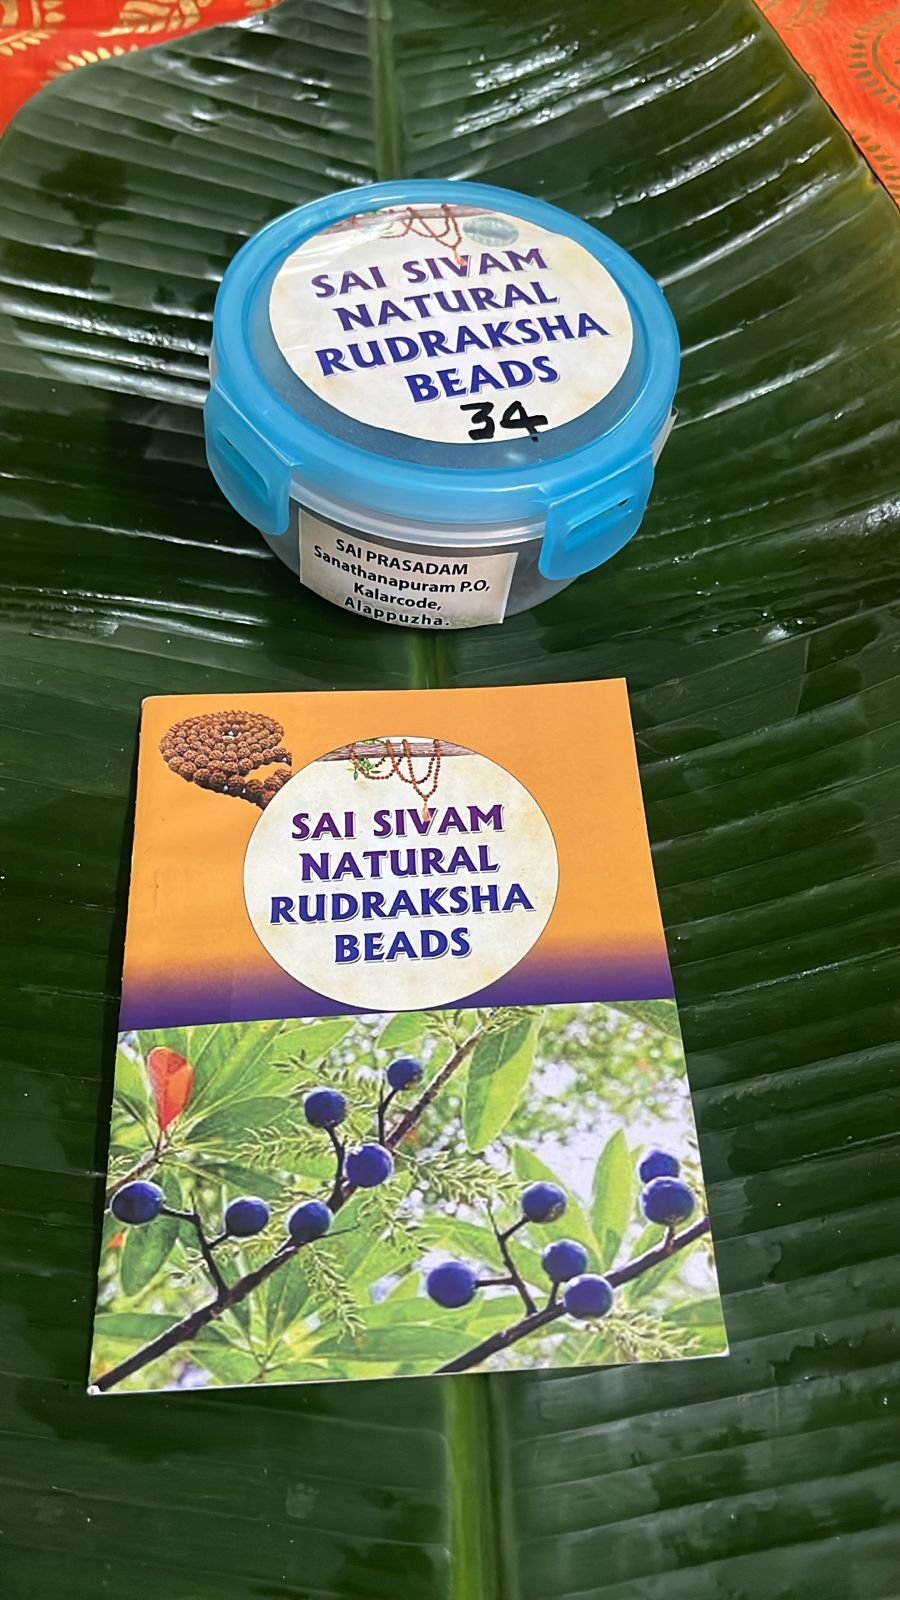 SAI SIVAM
NATURAL
RUDRAKSHA
BEADS
34
SAI PRASADAM
Sanathanapuram P.O,
Kalarcode,
Alappuzha.
SAI SIVAM
NATURAL
RUDRAKSHA
BEADS